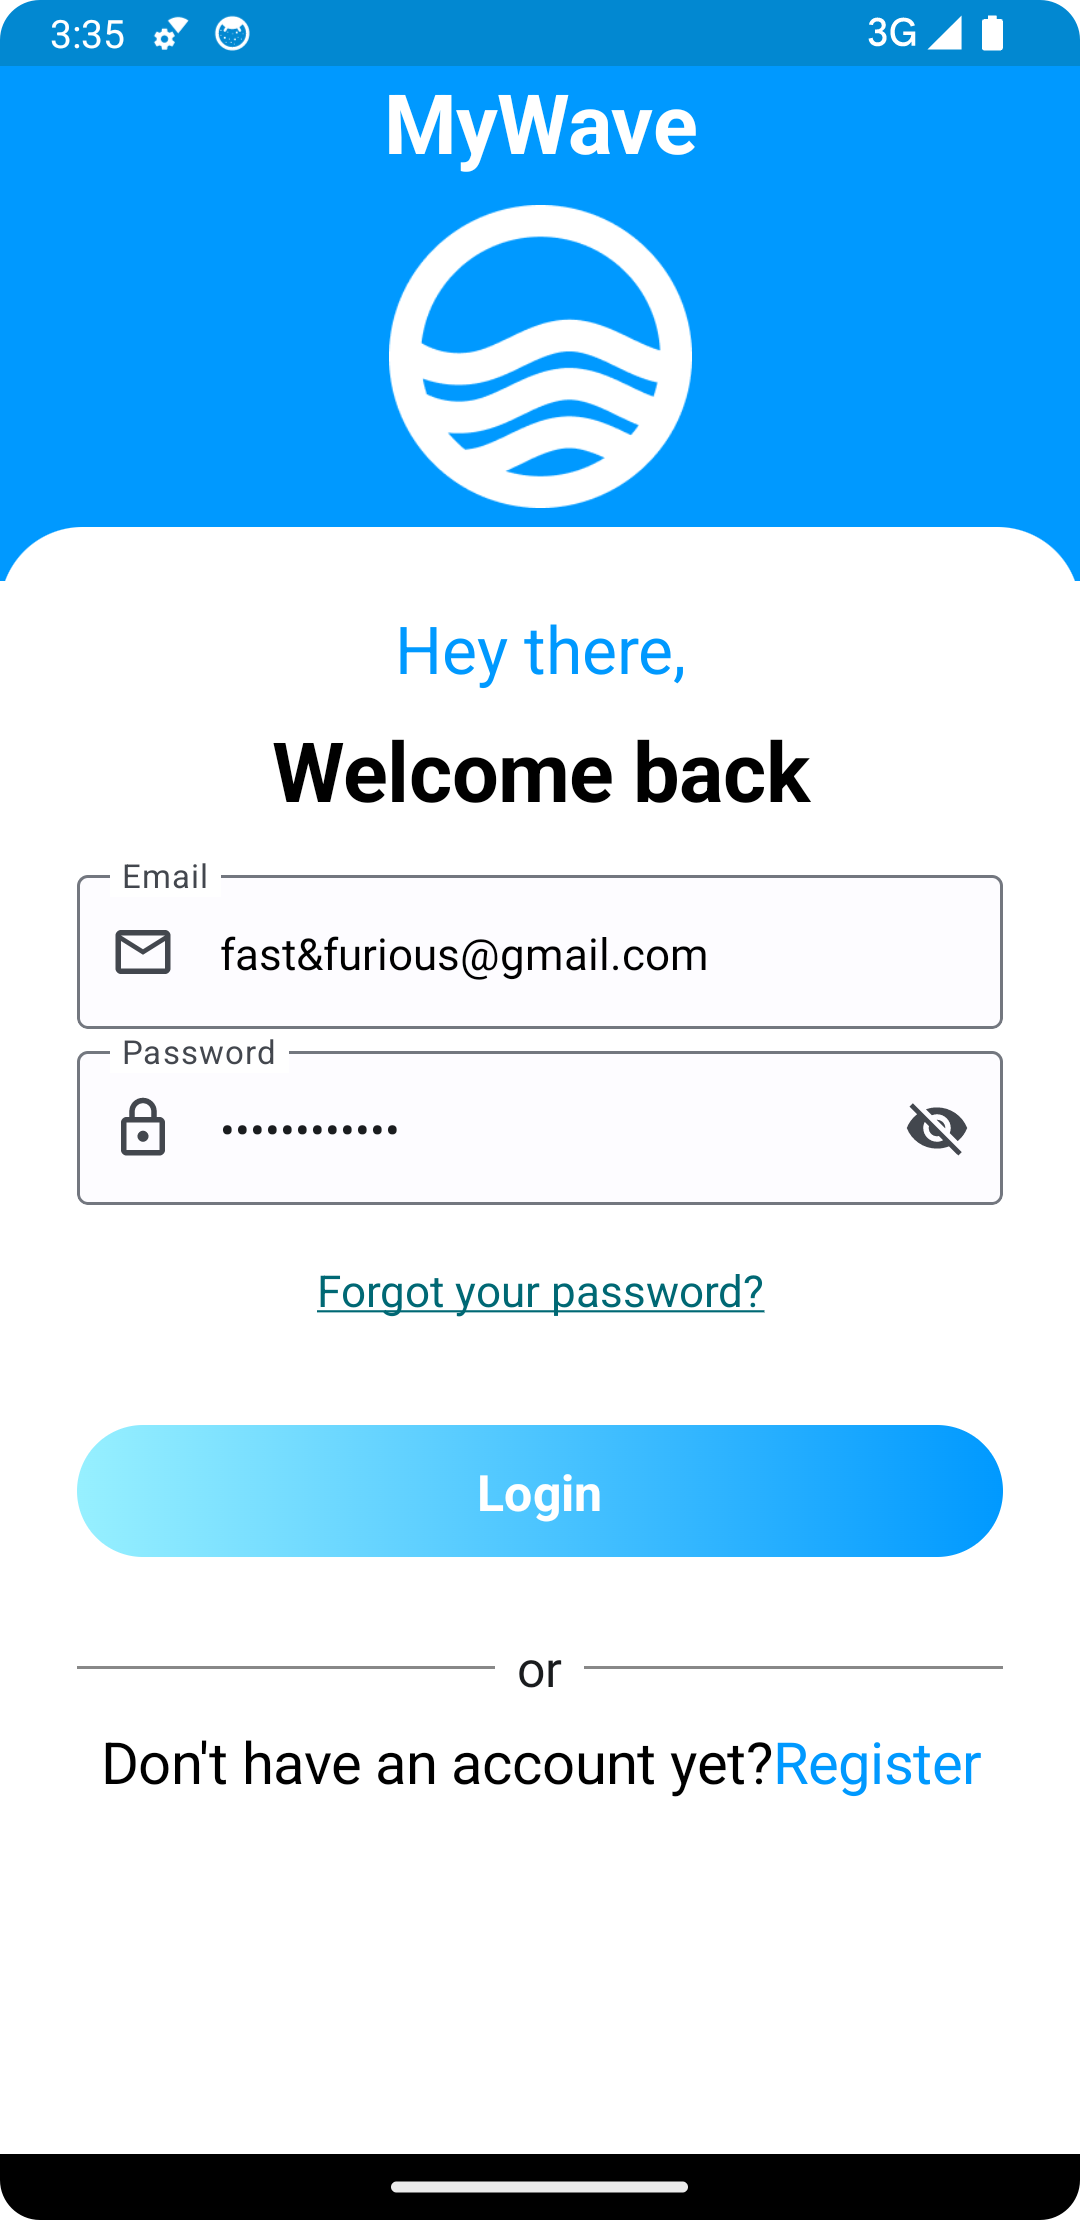 3:35 3G
MyWave
Hey there,
Welcome back
Email
fast&furious@gmail.com
Password
••••••••••••
Forgot your password?
Login
or
Don't have an account yet?Register